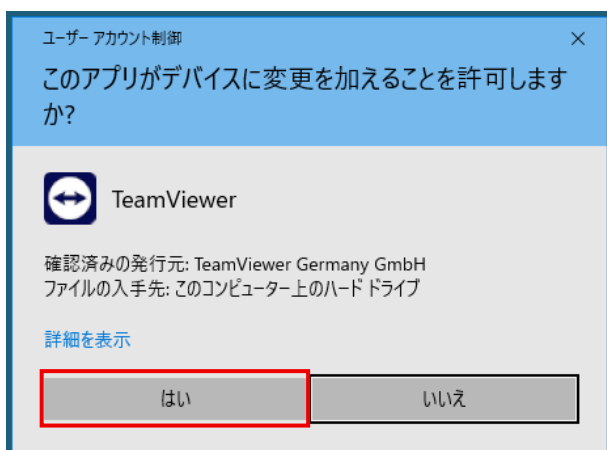 ユーザー アカウント制御
このアプリがデバイスに変更を加えることを許可します
か?
TeamViewer
確認済みの発行元: TeamViewer Germany GmbH
ファイルの入手先: このコンピューター上のハード ドライブ
詳細を表示
はい
いいえ